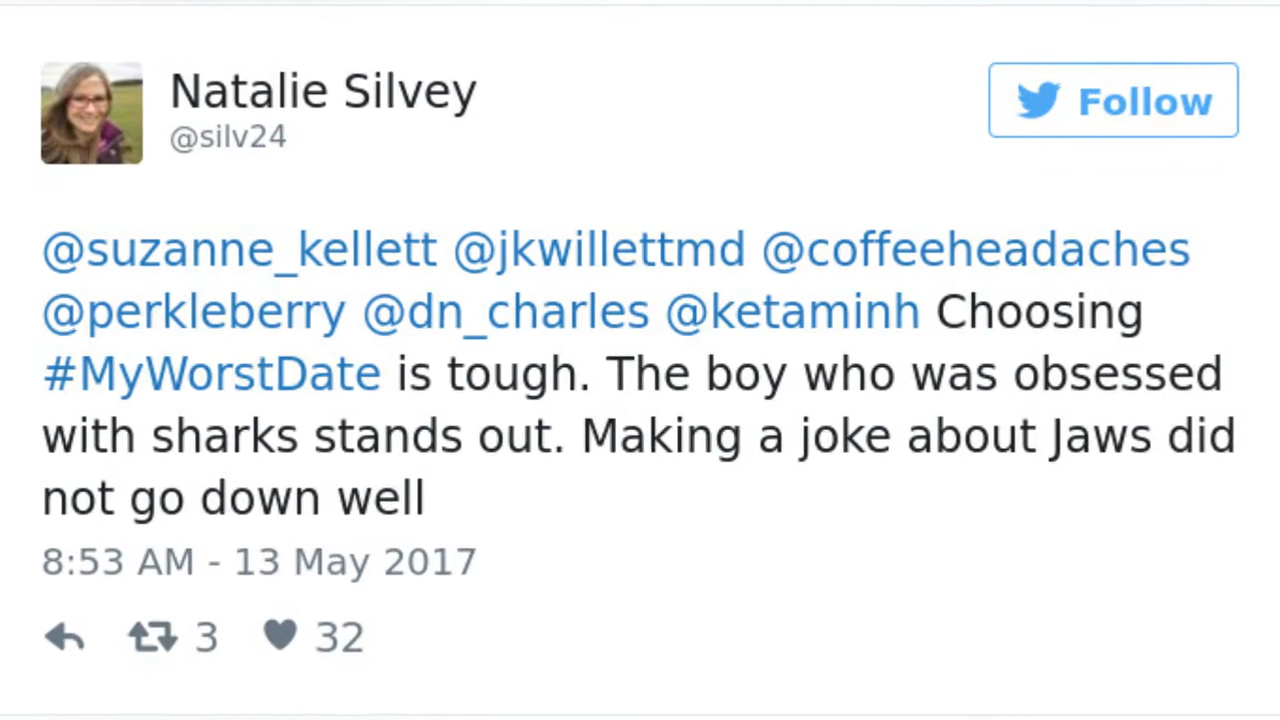 Natalie Silvey
@silv24
Follow
@suzanne_kellett @jkwillettmd @coffeeheadaches
@perkleberry @dn_charles @ketaminh Choosing
#MyWorstDate is tough. The boy who was obsessed
with sharks stands out. Making a joke about Jaws did
not go down well
8:53 AM - 13 May 2017
3 32